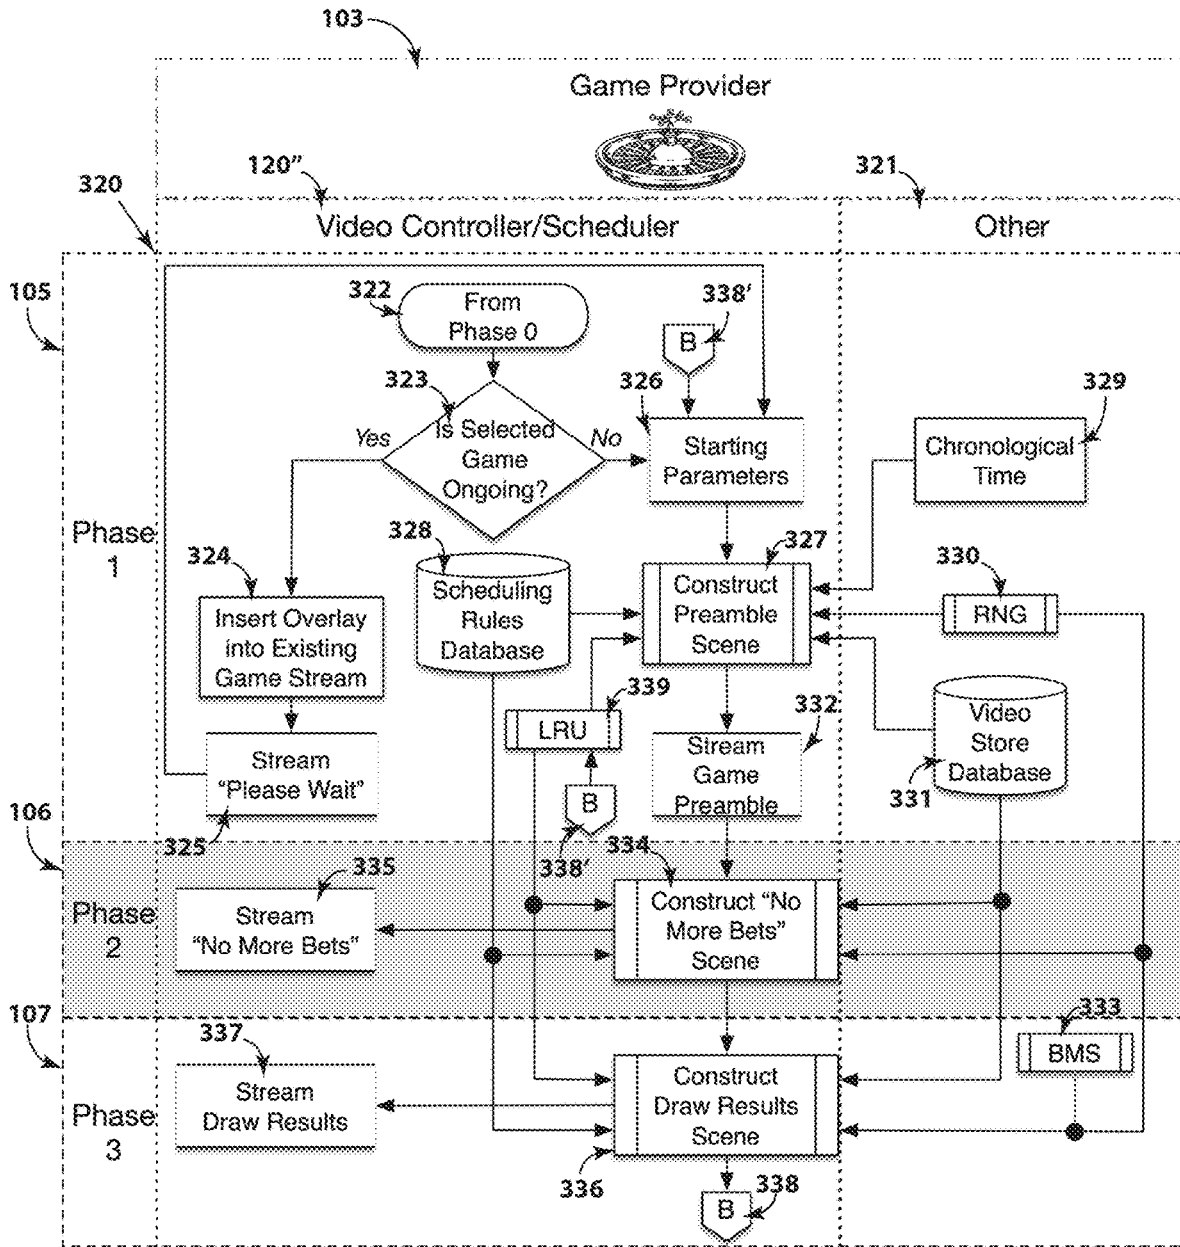 103
Game Provider
120"
321
320
Video Controller/Scheduler
Other
105
322
From
Phase 0
338'
B
323
326
329
Yes
Is Selected
Game
Ongoing?
No
Starting
Parameters
Chronological
Time
Phase
1
324
328
327
330
Insert Overlay
into Existing
Game Stream
Scheduling
Rules
Database
Construct
Preamble
Scene
RNG
339
332
LRU
Video
Store
Database
331
Stream
"Please Wait"
325
Stream
Game
Preamble
B
338'
106
335
334
Phase
2
Stream
"No More Bets"
Construct "No
More Bets"
Scene
107
337
333
BMS
Phase
3
Stream
Draw Results
Construct
Draw Results
Scene
336
338
B